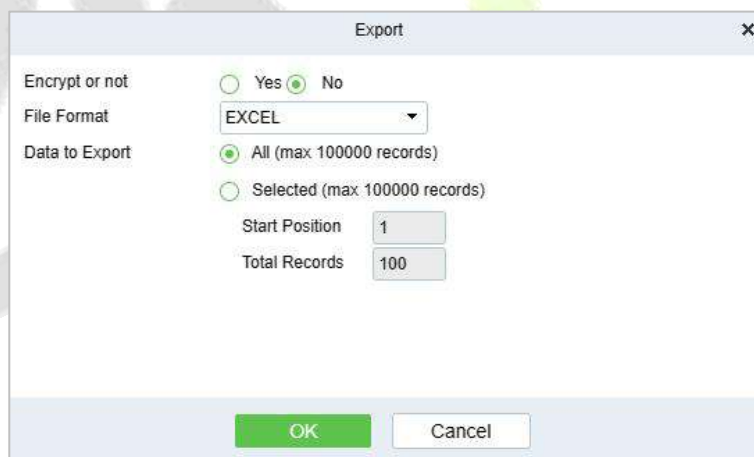 Export
Encrypt or not Yes No
File Format EXCEL
Data to Export All (max 100000 records)
Selected (max 100000 records)
Start Position 1
Total Records 100
OK Cancel